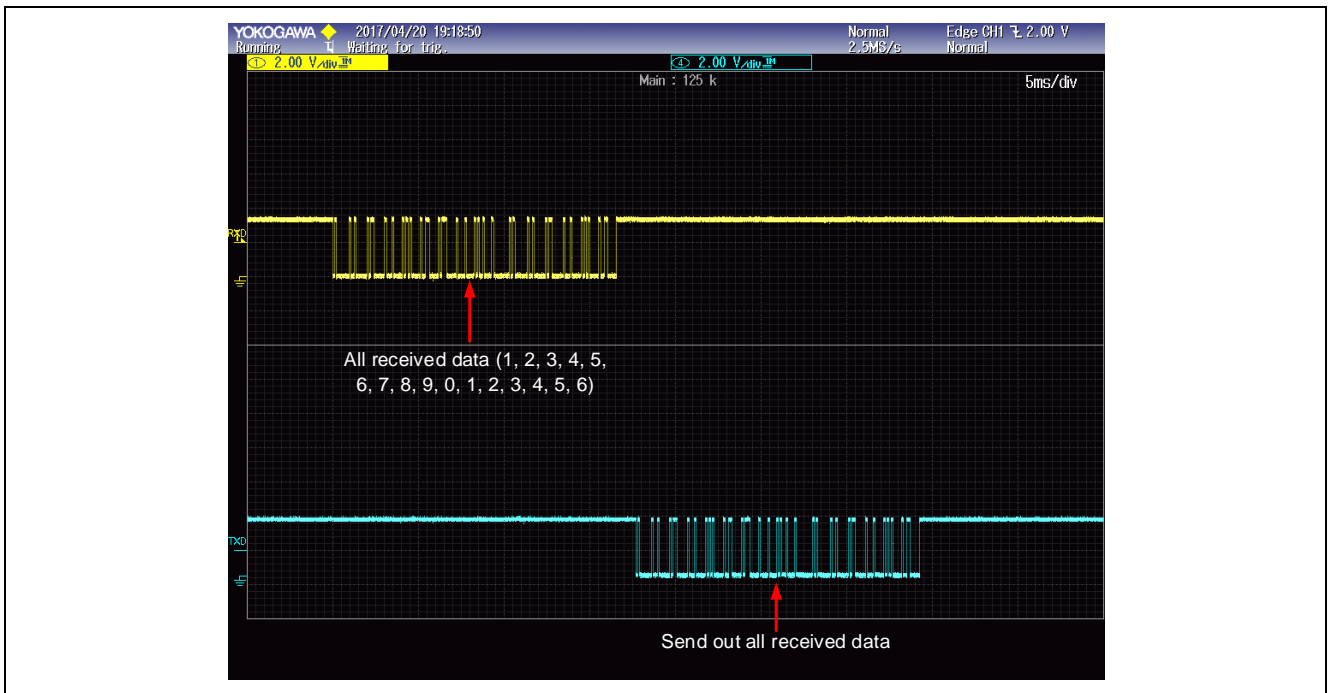 YOKOGAWA 2017/04/20 19:18:50 Normal Edge CH1 2.00 V
Running Waiting for trig. 2.5MS/s Normal
① 2.00 V/div ④ 2.00 V/div
Main : 125 k 5ms/div
RXD
All received data (1, 2, 3, 4, 5,
6, 7, 8, 9, 0, 1, 2, 3, 4, 5, 6)
TXD
Send out all received data